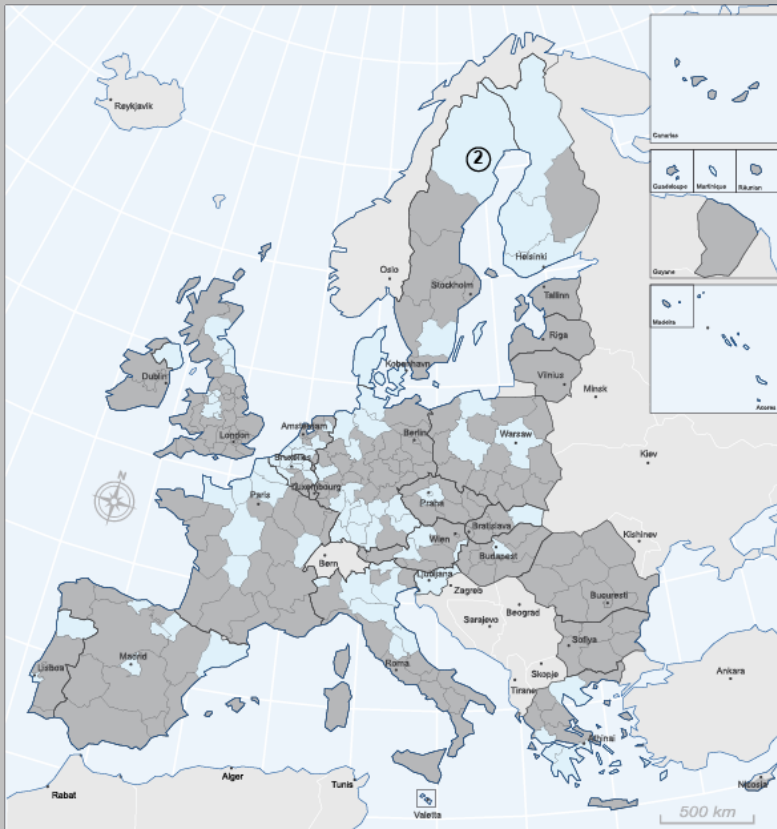 Reykjavik
Canarias
Guadeloupe
Martinique
Réunion
Guyane
Madeira
Acores
2
Helsinki
Oslo
Stockholm
Tallinn
Riga
Vilnius
Minsk
København
Dublin
London
Amsterdam
Berlin
Warsaw
Bruxelles
Luxembourg
Kiev
N
Paris
Praha
Bratislava
Wien
Budapest
Kishinev
Bern
Ljubljana
Zagreb
Beograd
Bucuresti
Sarajevo
Sofiya
Madrid
Lisboa
Roma
Skopje
Tirane
Ankara
Athinai
Alger
Tunis
Rabat
Valetta
Nicosia
500 km